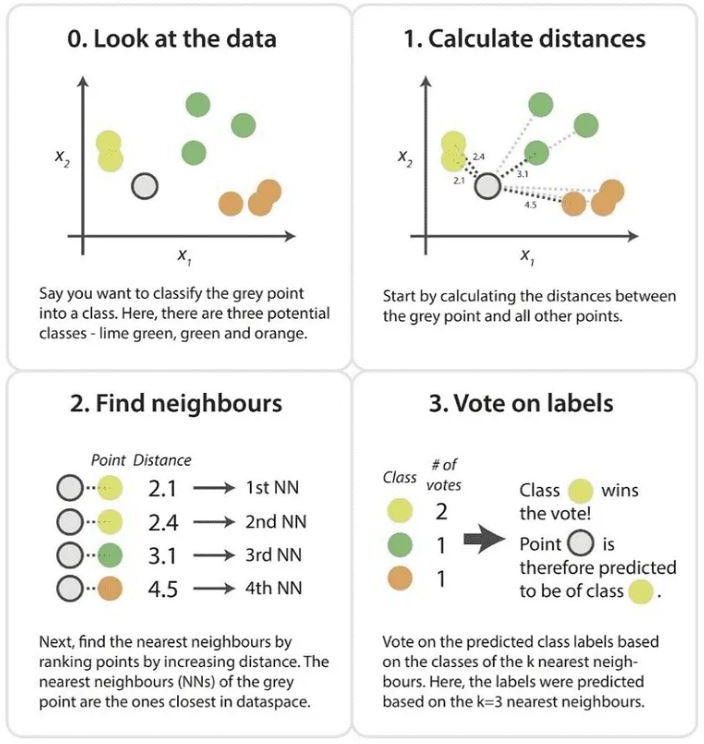 0. Look at the data
x2
x1
Say you want to classify the grey point
into a class. Here, there are three potential
classes - lime green, green and orange.
1. Calculate distances
x2
2.4
2.1
3.1
4.5
x1
Start by calculating the distances between
the grey point and all other points.
2. Find neighbours
Point Distance
2.1 → 1st NN
2.4 → 2nd NN
3.1 → 3rd NN
4.5 → 4th NN
Next, find the nearest neighbours by
ranking points by increasing distance. The
nearest neighbours (NNs) of the grey
point are the ones closest in dataspace.
3. Vote on labels
# of
Class votes
2
1
1
Class wins
the vote!
Point is
therefore predicted
to be of class .
Vote on the predicted class labels based
on the classes of the k nearest neigh-
bours. Here, the labels were predicted
based on the k=3 nearest neighbours.